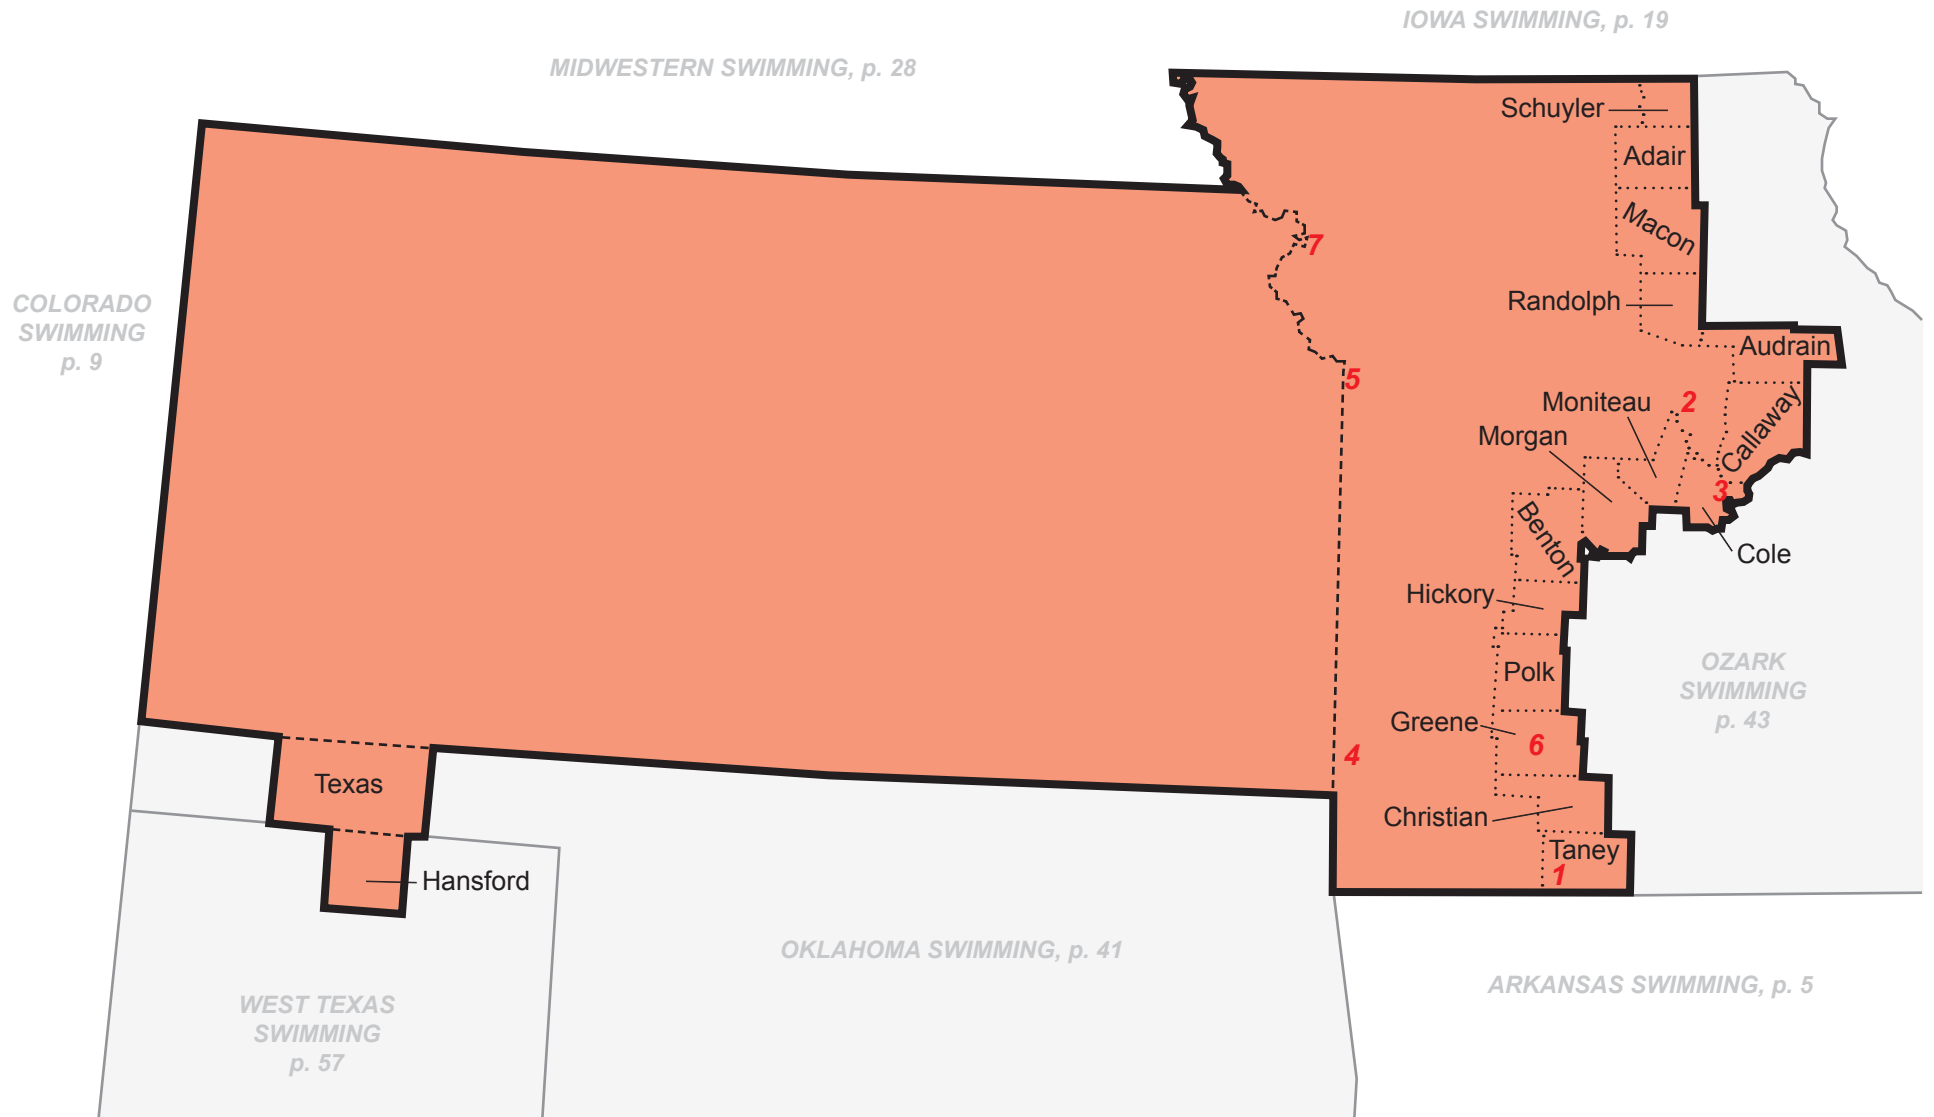 IOWA SWIMMING, p. 19
MIDWESTERN SWIMMING, p. 28
Schuyler
Adair
Macon
7
Randolph
COLORADO
SWIMMING
p. 9
Audrain
5
2
Moniteau
Morgan
Callaway
3
Benton
Cole
Hickory
OZARK
SWIMMING
p. 43
Polk
Greene
6
4
Texas
Christian
Taney
1
Hansford
OKLAHOMA SWIMMING, p. 41
ARKANSAS SWIMMING, p. 5
WEST TEXAS
SWIMMING
p. 57